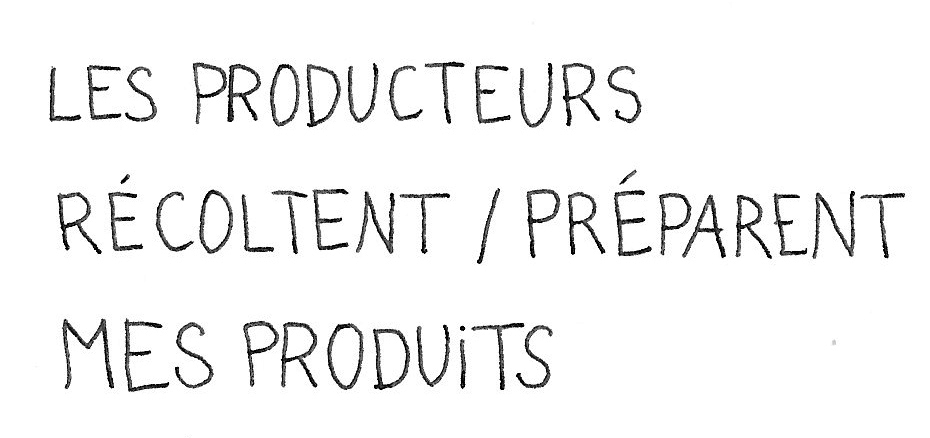 LES PRODUCTEURS
RÉCOLTENT / PRÉPARENT
MES PRODUiTS